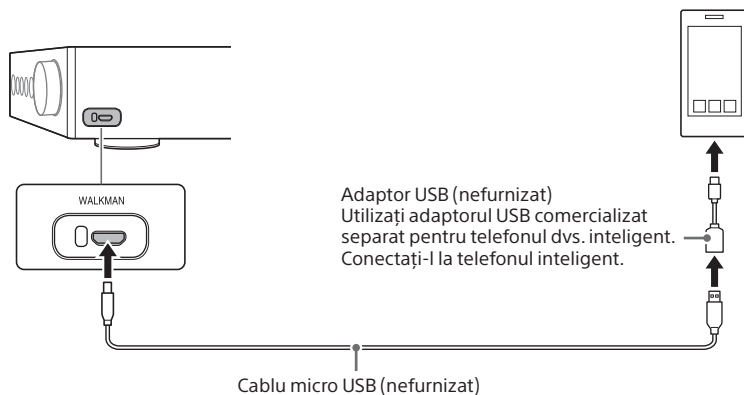 WALKMAN
Adaptor USB (nefurnizat)
Utilizați adaptorul USB comercializat
separat pentru telefonul dvs. inteligent.
Conectați-l la telefonul inteligent.
Cablu micro USB (nefurnizat)